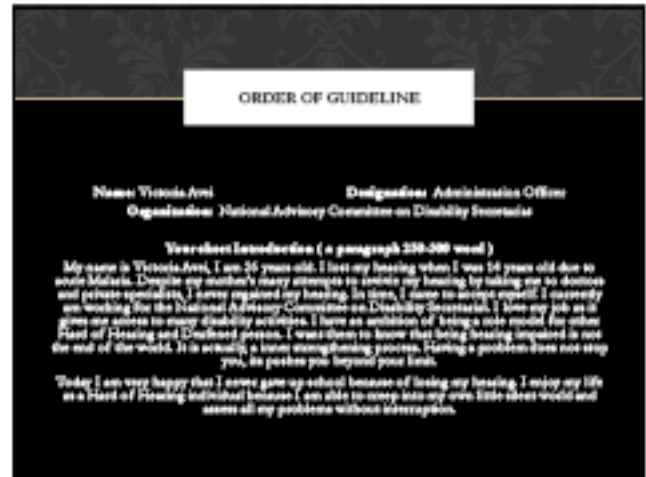 ORDER OF GUIDELINE
Name: Victoria Avei Designation: Administration Officer
Organization: National Advisory Committee on Disability Secretariat
Your short Introduction ( a paragraph 250-300 word )
My name is Victoria Avei, I am 36 years old. I lost my hearing when I was 14 years old due to
acute Malaria. Despite my mother's many attempts to revive my hearing by taking me to doctors
and private specialists, I never regained my hearing. In time, I came to accept myself. I currently
am working for the National Advisory Committee on Disability Secretariat. I love my job as it
gives me access to many disability activities. I have an ambition of being a role model for other
Hard of Hearing and Deafened person. I want them to know that being hearing impaired is not
the end of the world. It is actually, a inner strengthening process. Having a problem does not stop
you, its pushes you beyond your limit.
Today I am very happy that I never gave up school because of losing my hearing. I enjoy my life
as a Hard of Hearing individual because I am able to creep into my own little silent world and
assess all my problems without interruption.